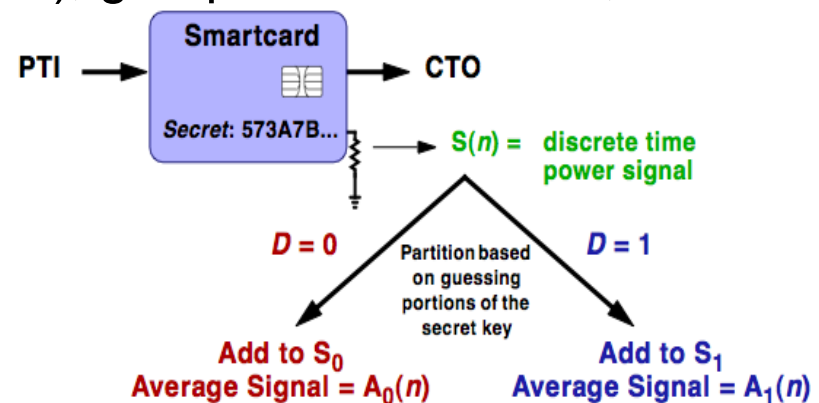 Smartcard
PTI
CTO
Secret: 573A7B...
S(n) = discrete time
power signal
D = 0
Partition based
on guessing
portions of the
secret key
D = 1
Add to S0
Average Signal = A0(n)
Add to S1
Average Signal = A1(n)